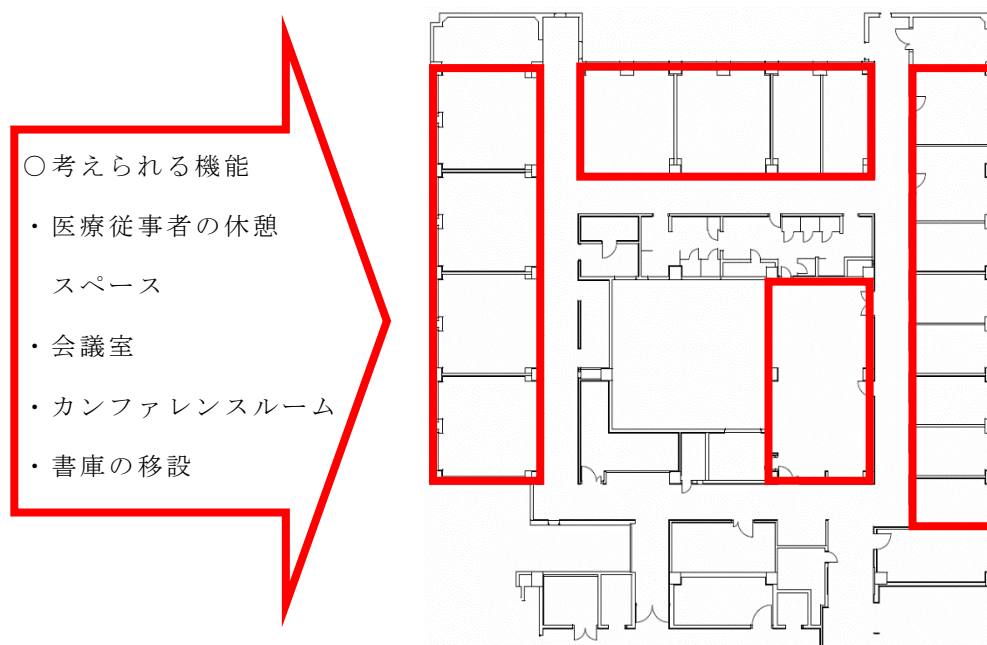 ○考えられる機能
・医療従事者の休憩
スペース
・会議室
・カンファレンスルーム
・書庫の移設